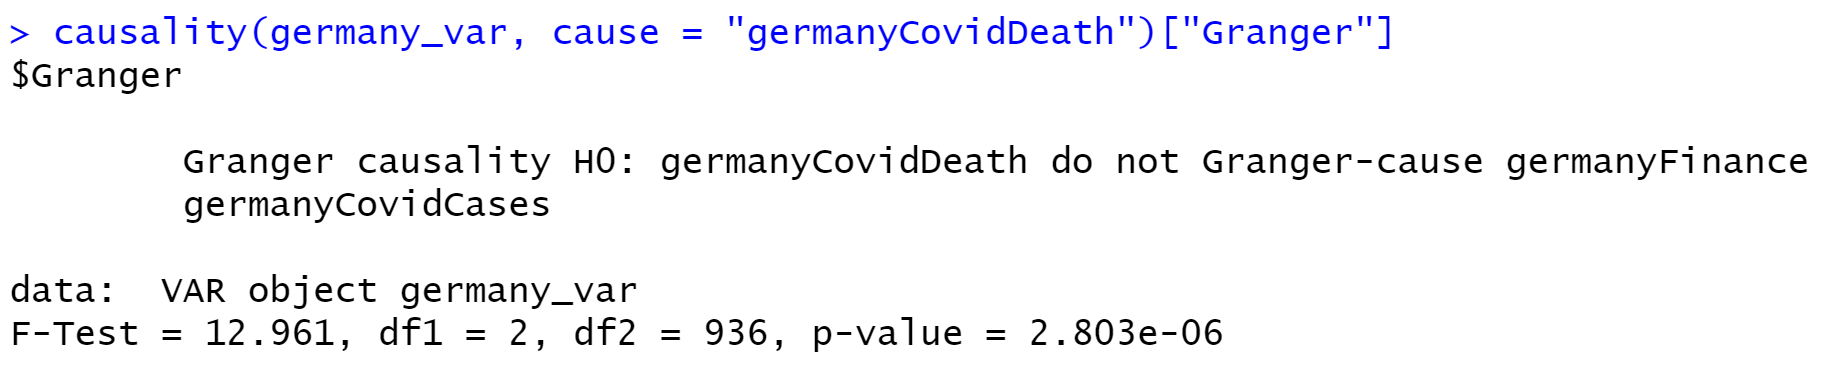 > causality(germany_var, cause = "germanyCovidDeath")["Granger"]
$Granger
Granger causality H0: germanyCovidDeath do not Granger-cause germanyFinance
germanyCovidCases
data:  VAR object germany_var
F-Test = 12.961, df1 = 2, df2 = 936, p-value = 2.803e-06